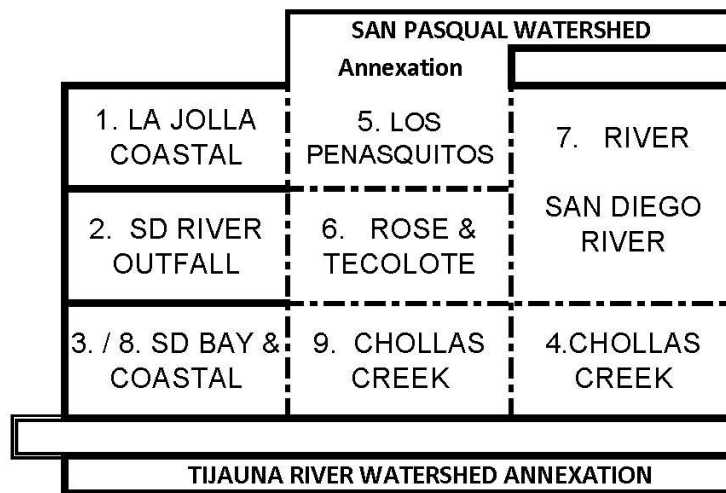 SAN PASQUAL WATERSHED
Annexation
1. LA JOLLA
COASTAL
5. LOS
PENASQUITOS
7. RIVER
SAN DIEGO
RIVER
2. SD RIVER
OUTFALL
6. ROSE &
TECOLOTE
3. / 8. SD BAY &
COASTAL
9. CHOLLAS
CREEK
4.CHOLLAS
CREEK
TIJAUNA RIVER WATERSHED ANNEXATION